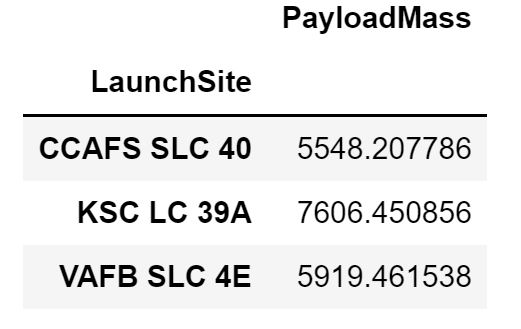 PayloadMass
LaunchSite
CCAFS SLC 40 5548.207786
KSC LC 39A 7606.450856
VAFB SLC 4E 5919.461538